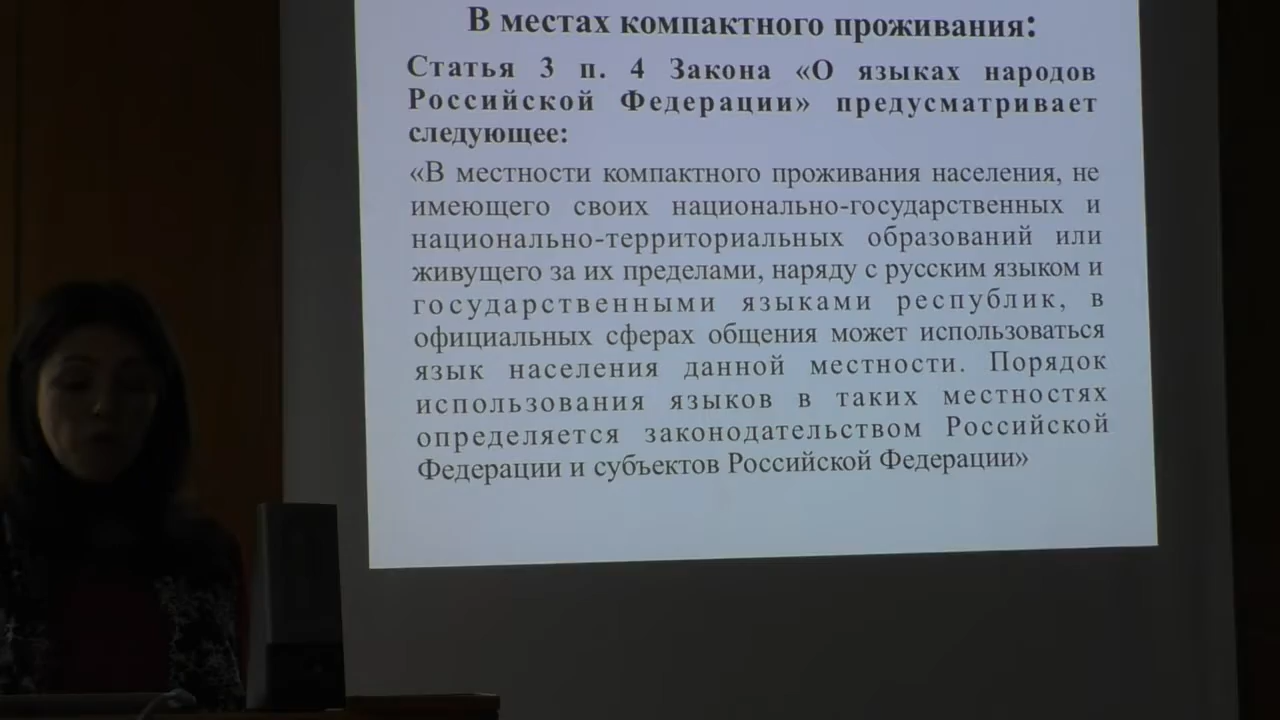 В местах компактного проживания:
Статья 3 п. 4 Закона «О языках народов
Российской Федерации» предусматривает
следующее:
«В местности компактного проживания населения, не
имеющего своих национально-государственных и
национально-территориальных образований или
живущего за их пределами, наряду с русским языком и
государственными языками республик, в
официальных сферах общения может использоваться
язык населения данной местности. Порядок
использования языков в таких местностях
определяется законодательством Российской
Федерации и субъектов Российской Федерации»